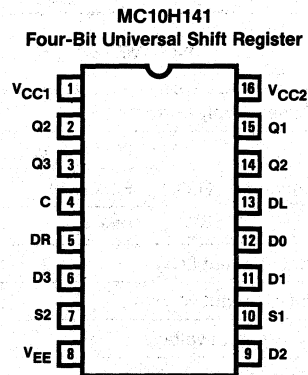 MC10H141
Four-Bit Universal Shift Register
VCC1 1 16 VCC2
Q2 2 15 Q1
Q3 3 14 Q2
C 4 13 DL
DR 5 12 D0
D3 6 11 D1
S2 7 10 S1
VEE 8 9 D2